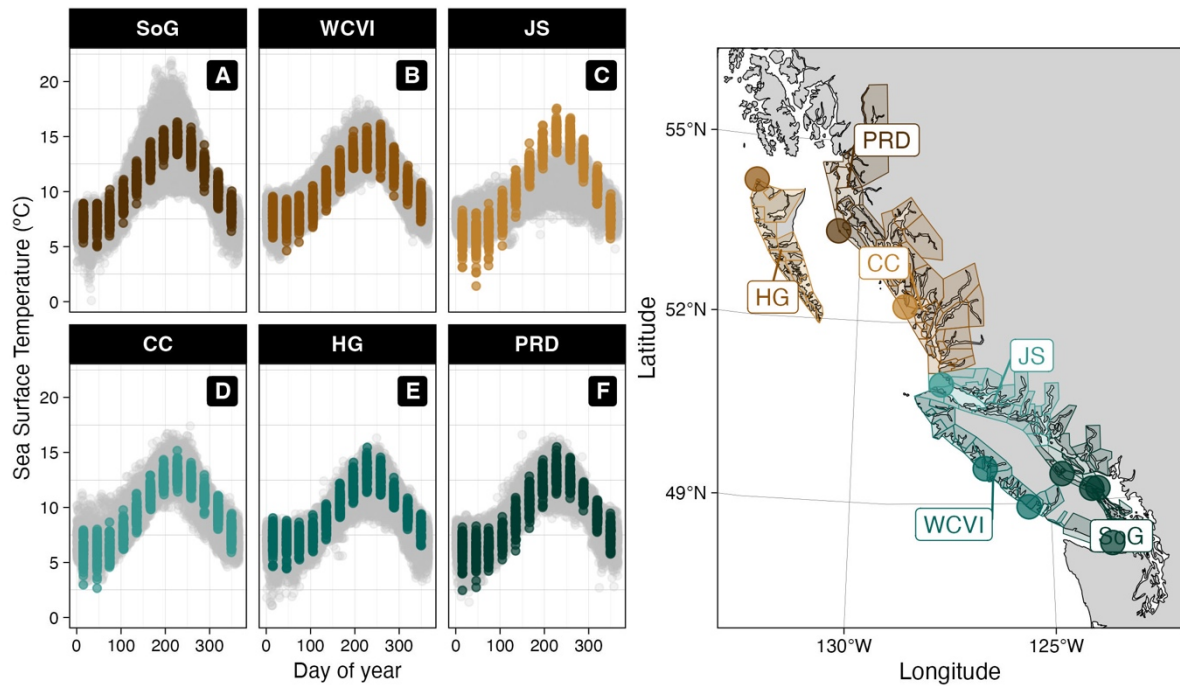 SoG WCVI JS
A B C
20
15
10
5
0
Sea Surface Temperature (ºC)
CC HG PRD
D E F
20
15
10
5
0
0 100 200 300 0 100 200 300 0 100 200 300
Day of year
55°N
52°N
49°N
Latitude
PRD
CC
HG
JS
WCVI
SoG
130°W 125°W
Longitude